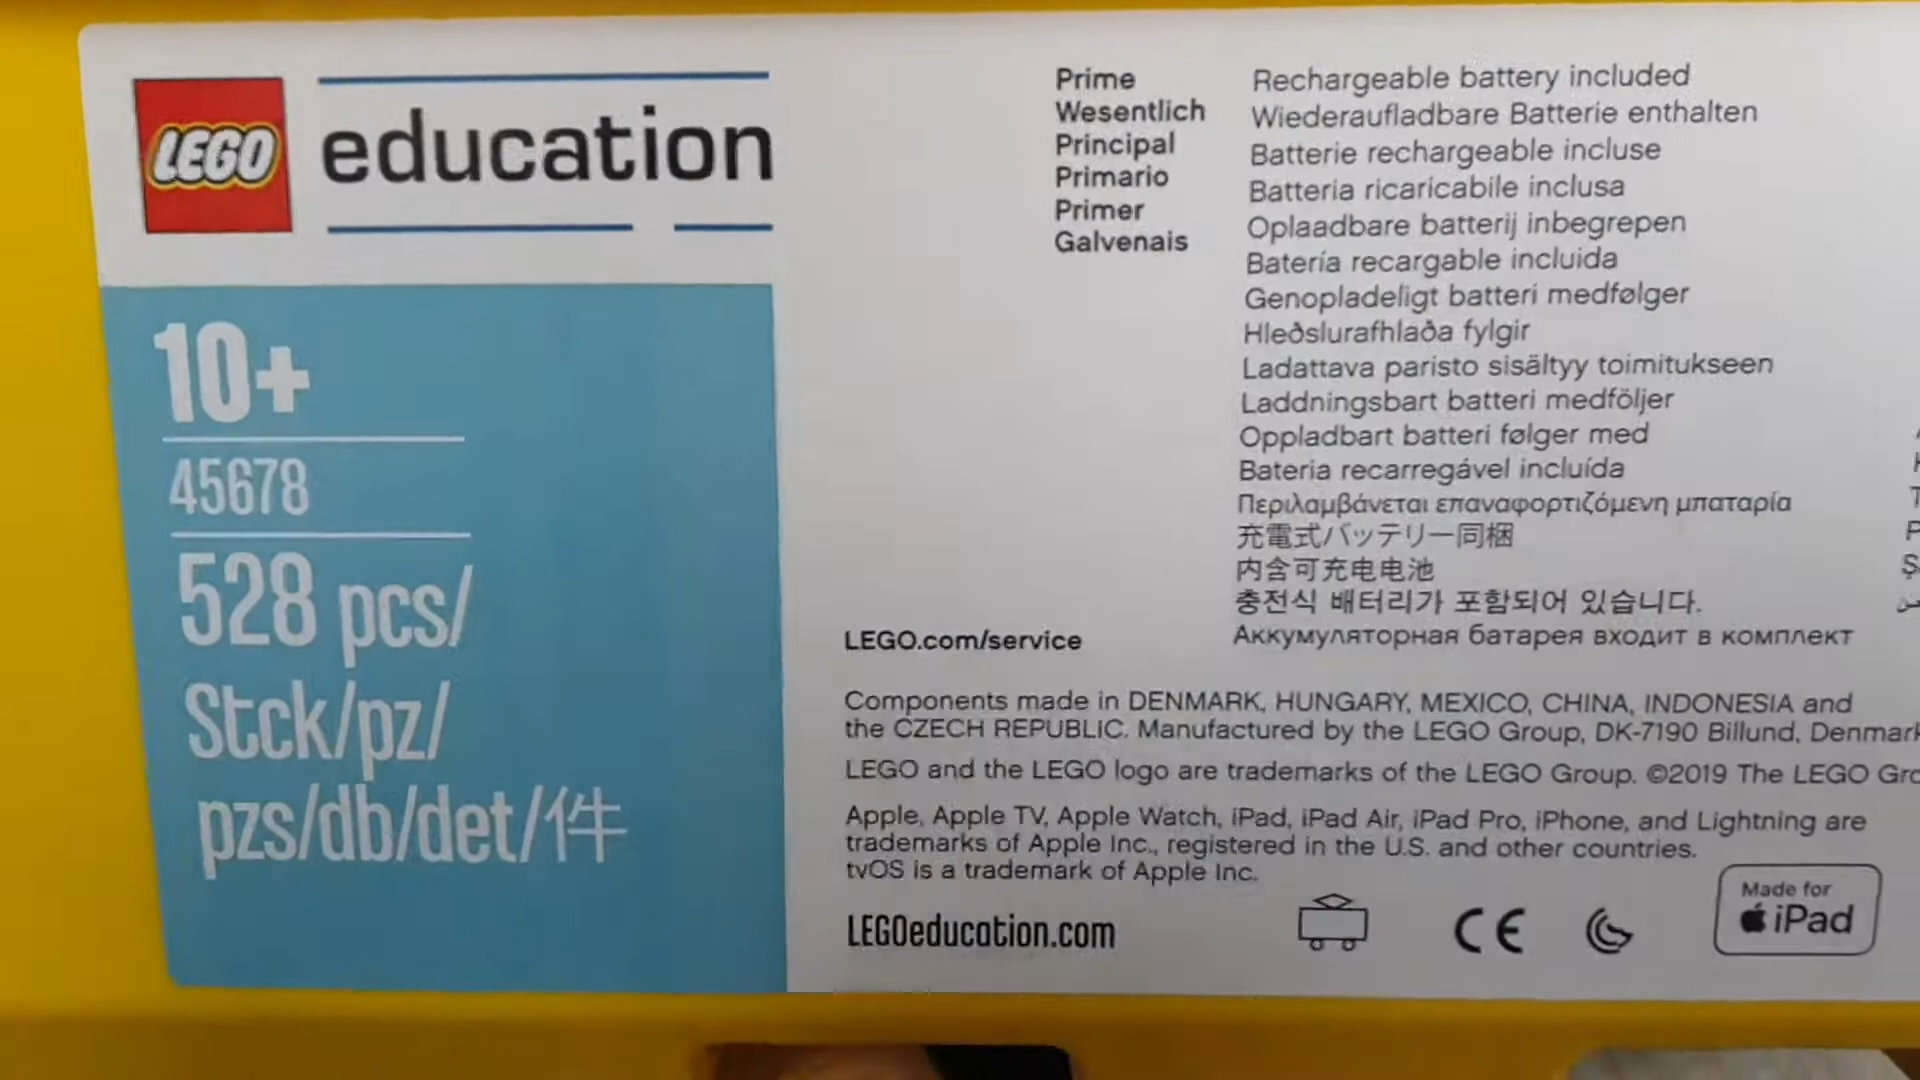 LEGO education
10+
45678
528 pcs/
Stck/pz/
pzs/db/det/件
Prime
Wesentlich
Principal
Primario
Primer
Galvenais
Rechargeable battery included
Wiederaufladbare Batterie enthalten
Batterie rechargeable incluse
Batteria ricaricabile inclusa
Oplaadbare batterij inbegrepen
Batería recargable incluida
Genopladeligt batteri medfølger
Hleðslurafhlaða fylgir
Ladattava paristo sisältyy toimitukseen
Laddningsbart batteri medföljer
Oppladbart batteri følger med
Bateria recarregável incluída
Περιλαμβάνεται επαναφορτιζόμενη μπαταρία
充電式バッテリー同梱
内含可充电电池
충전식 배터리가 포함되어 있습니다.
Аккумуляторная батарея входит в комплект
LEGO.com/service
Components made in DENMARK, HUNGARY, MEXICO, CHINA, INDONESIA and
the CZECH REPUBLIC. Manufactured by the LEGO Group, DK-7190 Billund, Denmark
LEGO and the LEGO logo are trademarks of the LEGO Group. ©2019 The LEGO
Apple, Apple TV, Apple Watch, iPad, iPad Air, iPad Pro, iPhone, and Lightning are
trademarks of Apple Inc., registered in the U.S. and other countries.
tvOS is a trademark of Apple Inc.
LEGOeducation.com
CE
Made for
iPad